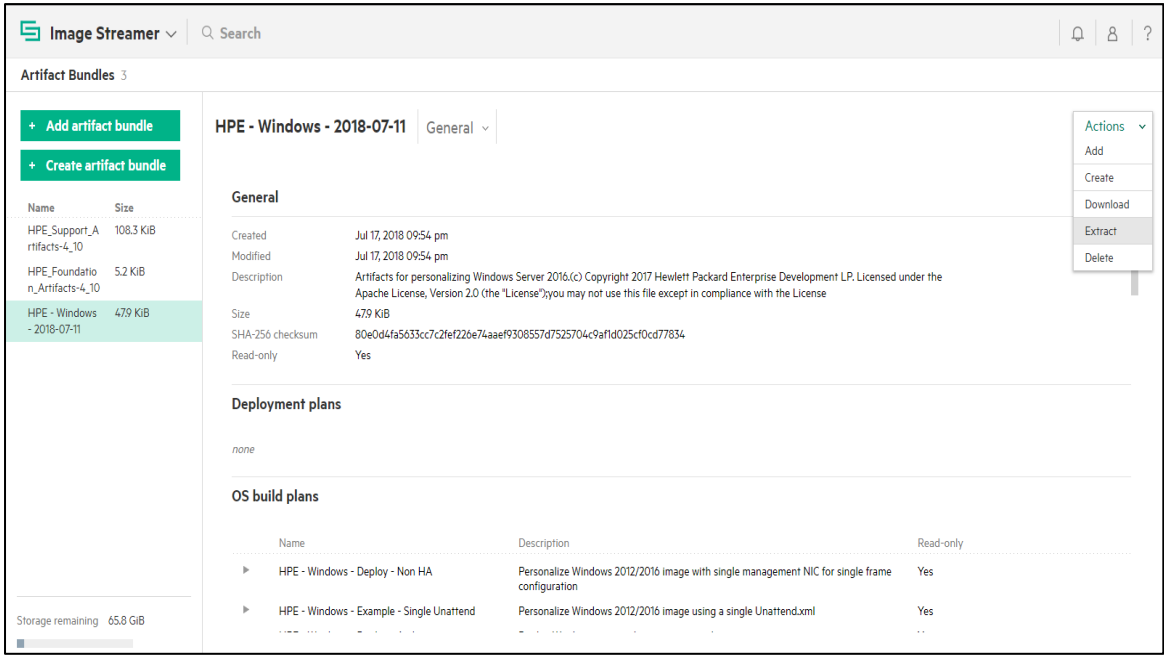 Image Streamer
Search
?
Artifact Bundles 3
+ Add artifact bundle
+ Create artifact bundle
Name Size
HPE_Support_A 108.3 KiB
rtifacts-4_10
HPE_Foundatio 5.2 KiB
n_Artifacts-4_10
HPE - Windows 47.9 KiB
- 2018-07-11
Storage remaining 65.8 GiB
HPE - Windows - 2018-07-11 General
Actions
Add
Create
Download
Extract
Delete
General
Created Jul 17, 2018 09:54 pm
Modified Jul 17, 2018 09:54 pm
Description Artifacts for personalizing Windows Server 2016.(c) Copyright 2017 Hewlett Packard Enterprise Development LP. Licensed under the
Apache License, Version 2.0 (the "License");you may not use this file except in compliance with the License
Size 47.9 KiB
SHA-256 checksum 80e0d4fa5633cc7c2fef226e74aaef9308557d7525704c9af1d025cf0cd77834
Read-only Yes
Deployment plans
none
OS build plans
Name Description Read-only
HPE - Windows - Deploy - Non HA Personalize Windows 2012/2016 image with single management NIC for single frame Yes
configuration
HPE - Windows - Example - Single Unattend Personalize Windows 2012/2016 image using a single Unattend.xml Yes